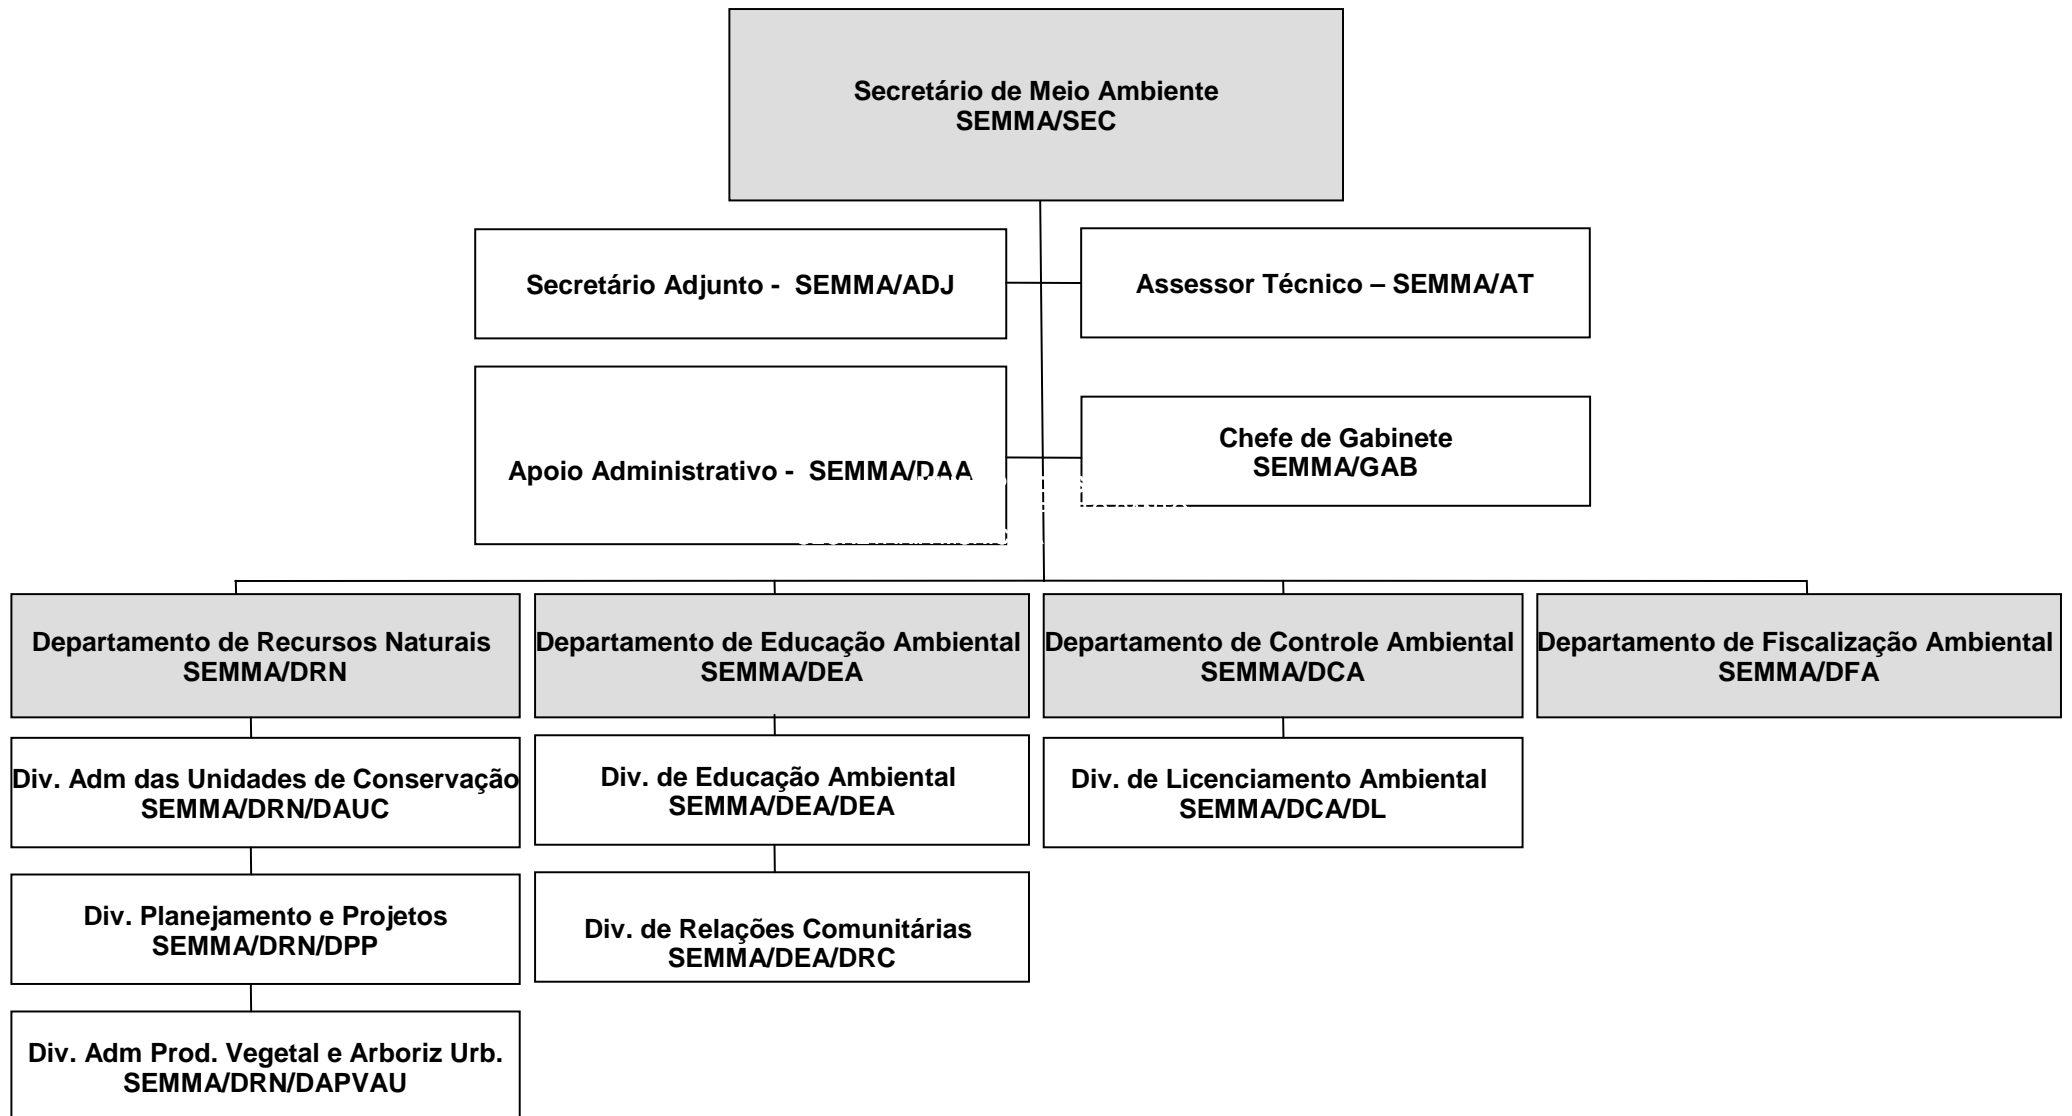 Secretário de Meio Ambiente
SEMMA/SEC
Secretário Adjunto -  SEMMA/ADJ
Assessor Técnico – SEMMA/AT
Apoio Administrativo -  SEMMA/DAA
Chefe de Gabinete
SEMMA/GAB
Departamento de Recursos Naturais
SEMMA/DRN
Departamento de Educação Ambiental
SEMMA/DEA
Departamento de Controle Ambiental
SEMMA/DCA
Departamento de Fiscalização Ambiental
SEMMA/DFA
Div. Adm das Unidades de Conservação
SEMMA/DRN/DAUC
Div. de Educação Ambiental
SEMMA/DEA/DEA
Div. de Licenciamento Ambiental
SEMMA/DCA/DL
Div. Planejamento e Projetos
SEMMA/DRN/DPP
Div. de Relações Comunitárias
SEMMA/DEA/DRC
Div. Adm Prod. Vegetal e Arboriz Urb.
SEMMA/DRN/DAPVAU